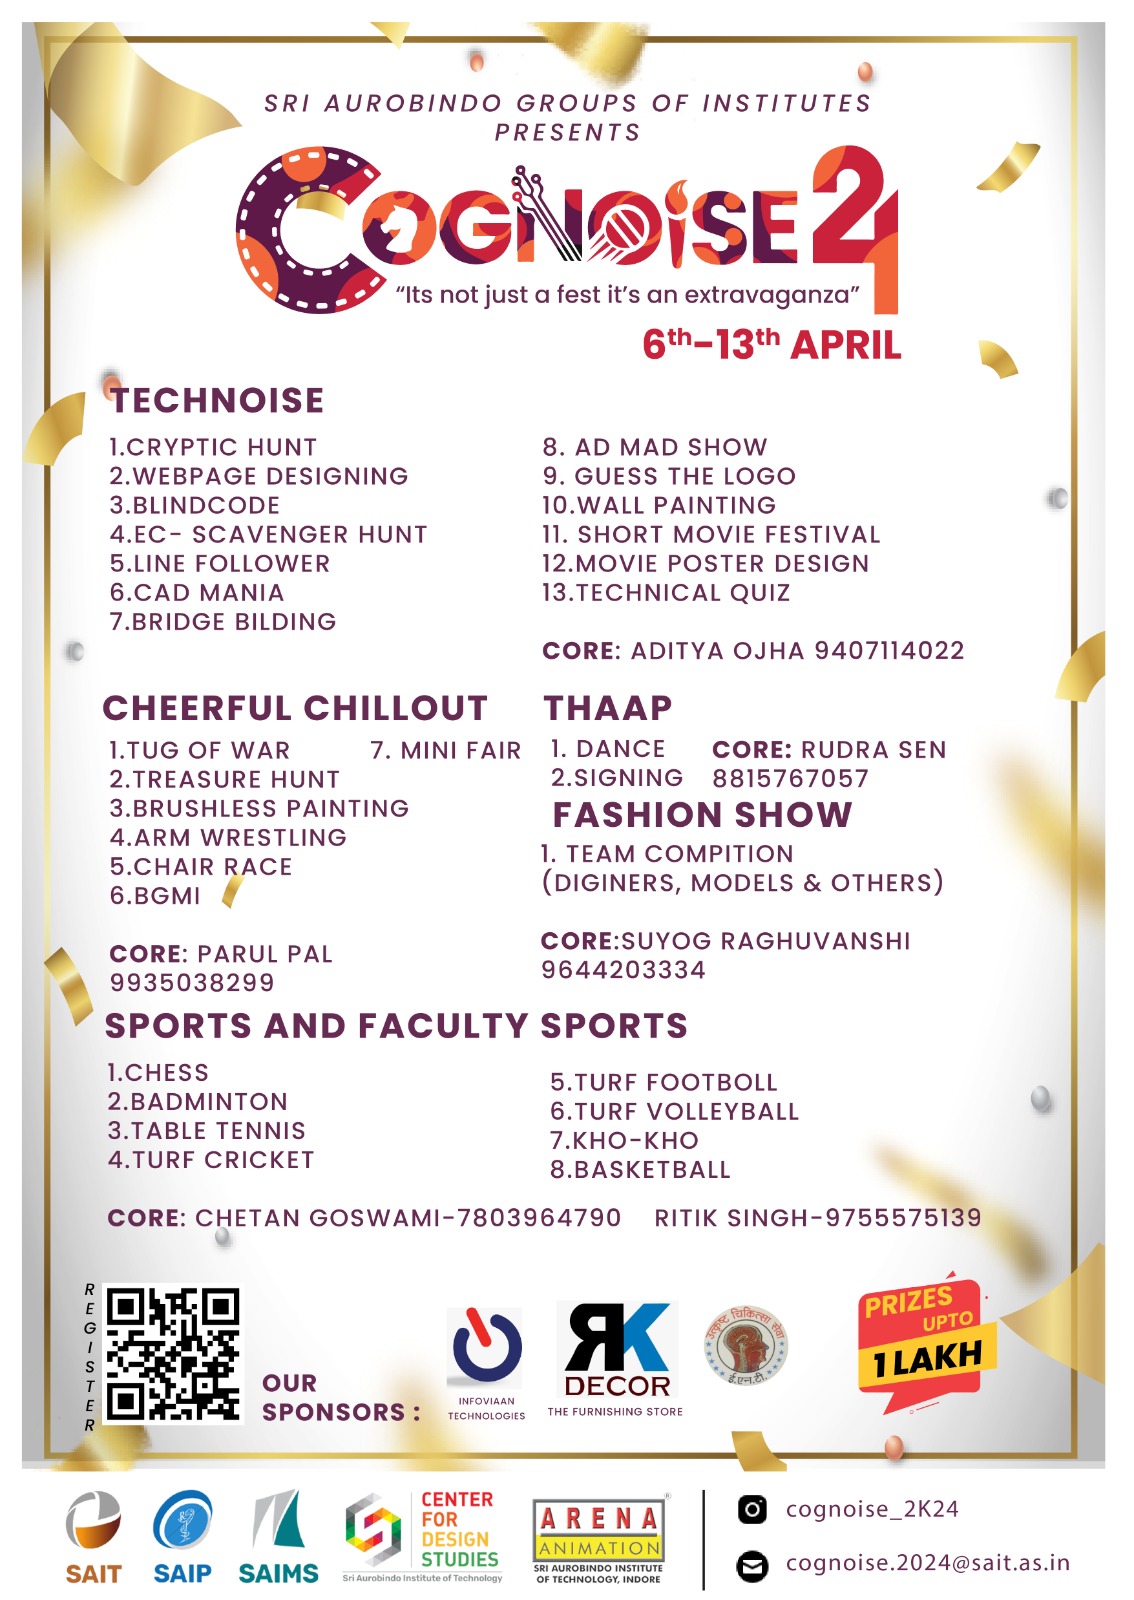 SRI AUROBINDO GROUPS OF INSTITUTES
PRESENTS
COGNOISE 24
“Its not just a fest it’s an extravaganza”
6th-13th APRIL
TECHNOISE
1.CRYPTIC HUNT
2.WEBPAGE DESIGNING
3.BLINDCODE
4.EC- SCAVENGER HUNT
5.LINE FOLLOWER
6.CAD MANIA
7.BRIDGE BILDING
8. AD MAD SHOW
9. GUESS THE LOGO
10.WALL PAINTING
11. SHORT MOVIE FESTIVAL
12.MOVIE POSTER DESIGN
13.TECHNICAL QUIZ
CORE: ADITYA OJHA 9407114022
CHEERFUL CHILLOUT
1.TUG OF WAR
2.TREASURE HUNT
3.BRUSHLESS PAINTING
4.ARM WRESTLING
5.CHAIR RACE
6.BGMI
7. MINI FAIR
CORE: PARUL PAL
9935038299
THAAP
1. DANCE
2.SIGNING
CORE: RUDRA SEN
8815767057
FASHION SHOW
1. TEAM COMPITION
(DIGINERS, MODELS & OTHERS)
CORE:SUYOG RAGHUVANSHI
9644203334
SPORTS AND FACULTY SPORTS
1.CHESS
2.BADMINTON
3.TABLE TENNIS
4.TURF CRICKET
5.TURF FOOTBOLL
6.TURF VOLLEYBALL
7.KHO-KHO
8.BASKETBALL
CORE: CHETAN GOSWAMI-7803964790 RITIK SINGH-9755575139
REGISTER
OUR
SPONSORS :
INFOVIAAN
TECHNOLOGIES
RK
DECOR
THE FURNISHING STORE
उत्कृष्ट चिकित्सा सेवा
ई.एन.टी.
PRIZES
UPTO
1 LAKH
SAIT
SAIP
SAIMS
CENTER
FOR
DESIGN
STUDIES
Sri Aurobindo Institute of Technology
ARENA®
ANIMATION
SRI AUROBINDO INSTITUTE
OF TECHNOLOGY, INDORE
cognoise_2K24
cognoise.2024@sait.as.in